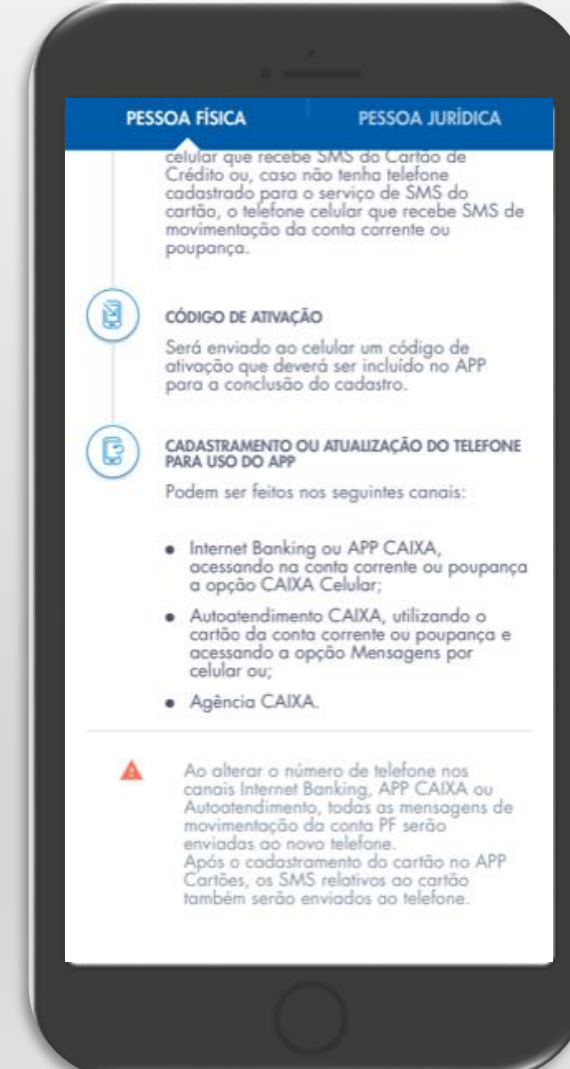 PESSOA FÍSICA
PESSOA JURÍDICA
celular que recebe SMS do Cartão de
Crédito ou, caso não tenha telefone
cadastrado para o serviço de SMS do
cartão, o telefone celular que recebe SMS de
movimentação da conta corrente ou
poupança.
CÓDIGO DE ATIVAÇÃO
Será enviado ao celular um código de
ativação que deverá ser incluído no APP
para a conclusão do cadastro.
CADASTRAMENTO OU ATUALIZAÇÃO DO TELEFONE
PARA USO DO APP
Podem ser feitos nos seguintes canais:
• Internet Banking ou APP CAIXA,
acessando na conta corrente ou poupança
a opção CAIXA Celular;
• Autoatendimento CAIXA, utilizando o
cartão da conta corrente ou poupança e
acessando a opção Mensagens por
celular ou;
• Agência CAIXA.
Ao alterar o número de telefone nos
canais Internet Banking, APP CAIXA ou
Autoatendimento, todas as mensagens de
movimentação da conta PF serão
enviadas ao novo telefone.
Após o cadastramento do cartão no APP
Cartões, os SMS relativos ao cartão
também serão enviados ao telefone.